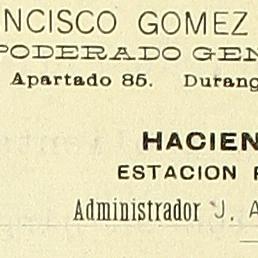 NCISCO GOMEZ
PODERADO GEN
Apartado 85. Durang
HACIEN
ESTACION
Administrador J. A